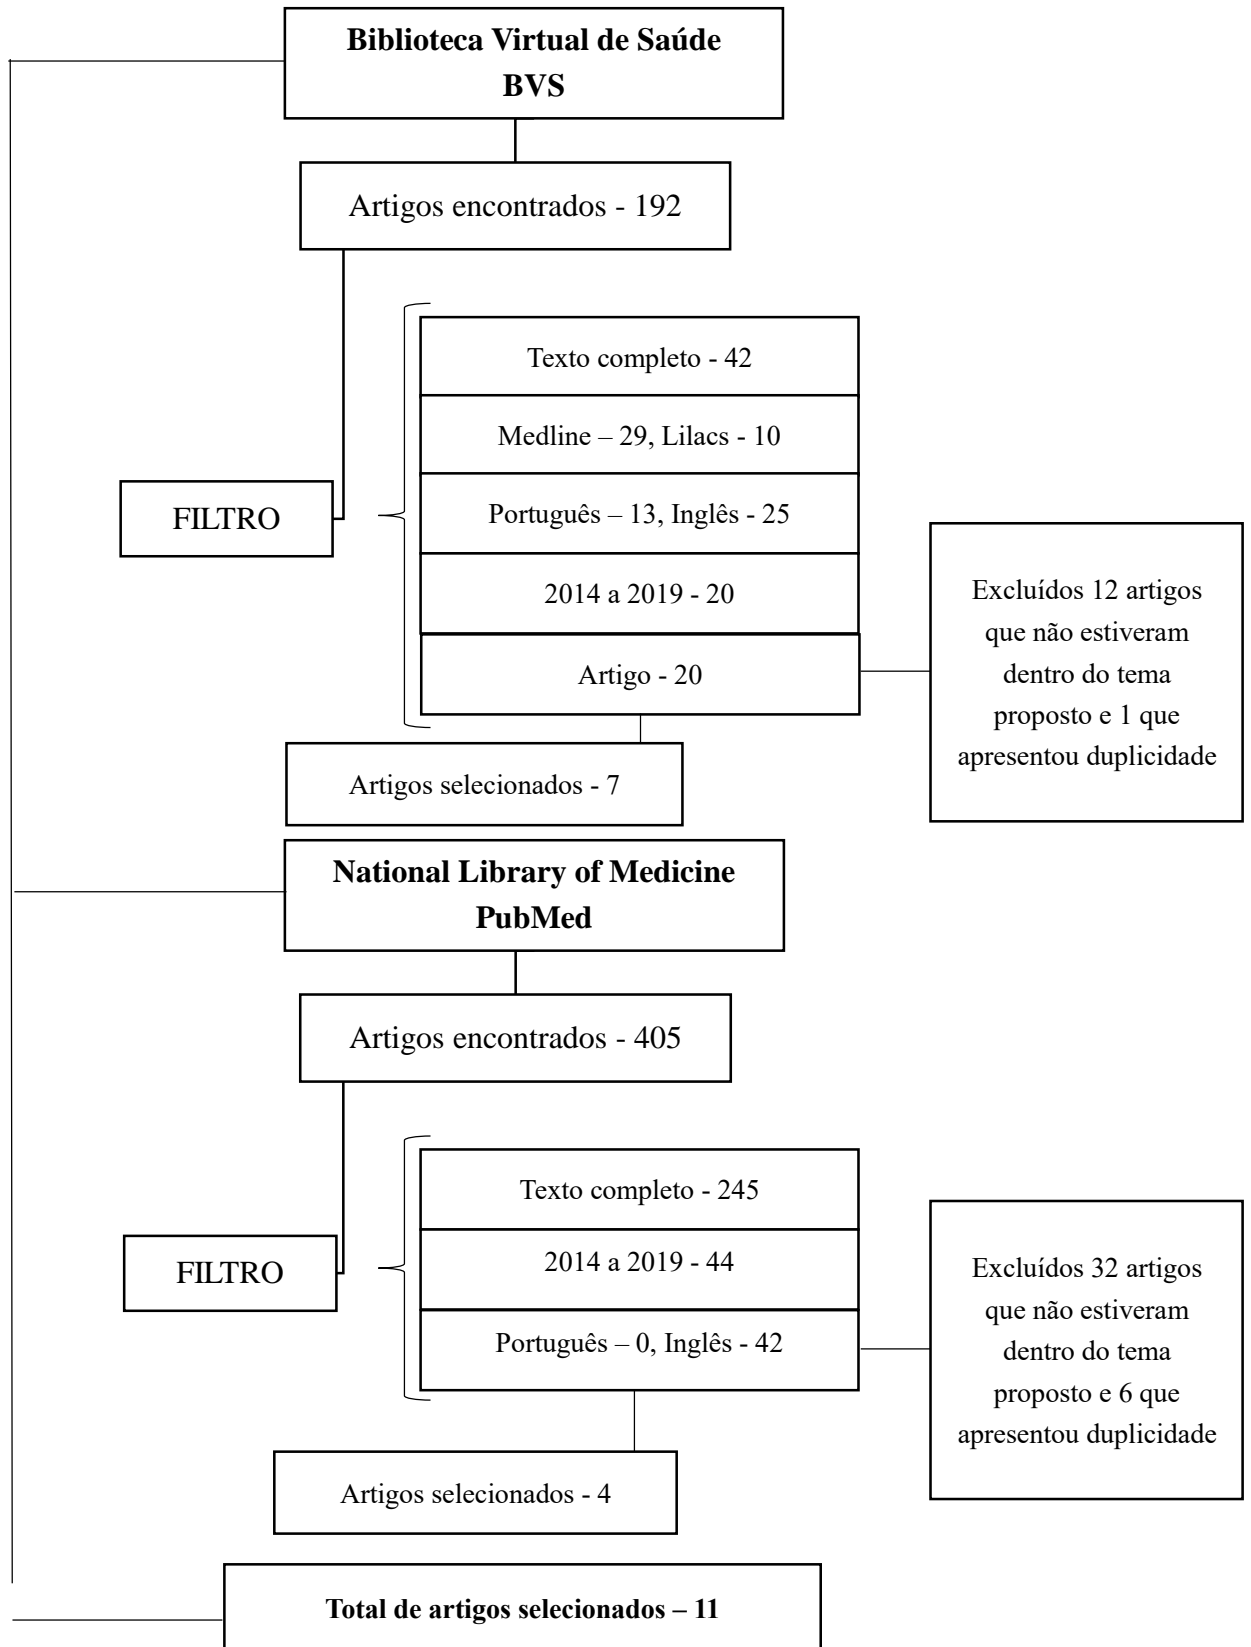 Biblioteca Virtual de Saúde
BVS
Artigos encontrados - 192
Texto completo - 42
Medline – 29, Lilacs - 10
FILTRO
Português – 13, Inglês - 25
2014 a 2019 - 20
Artigo - 20
Excluídos 12 artigos
que não estiveram
dentro do tema
proposto e 1 que
apresentou duplicidade
Artigos selecionados - 7
National Library of Medicine
PubMed
Artigos encontrados - 405
Texto completo - 245
FILTRO
2014 a 2019 - 44
Português – 0, Inglês - 42
Excluídos 32 artigos
que não estiveram
dentro do tema
proposto e 6 que
apresentou duplicidade
Artigos selecionados - 4
Total de artigos selecionados – 11